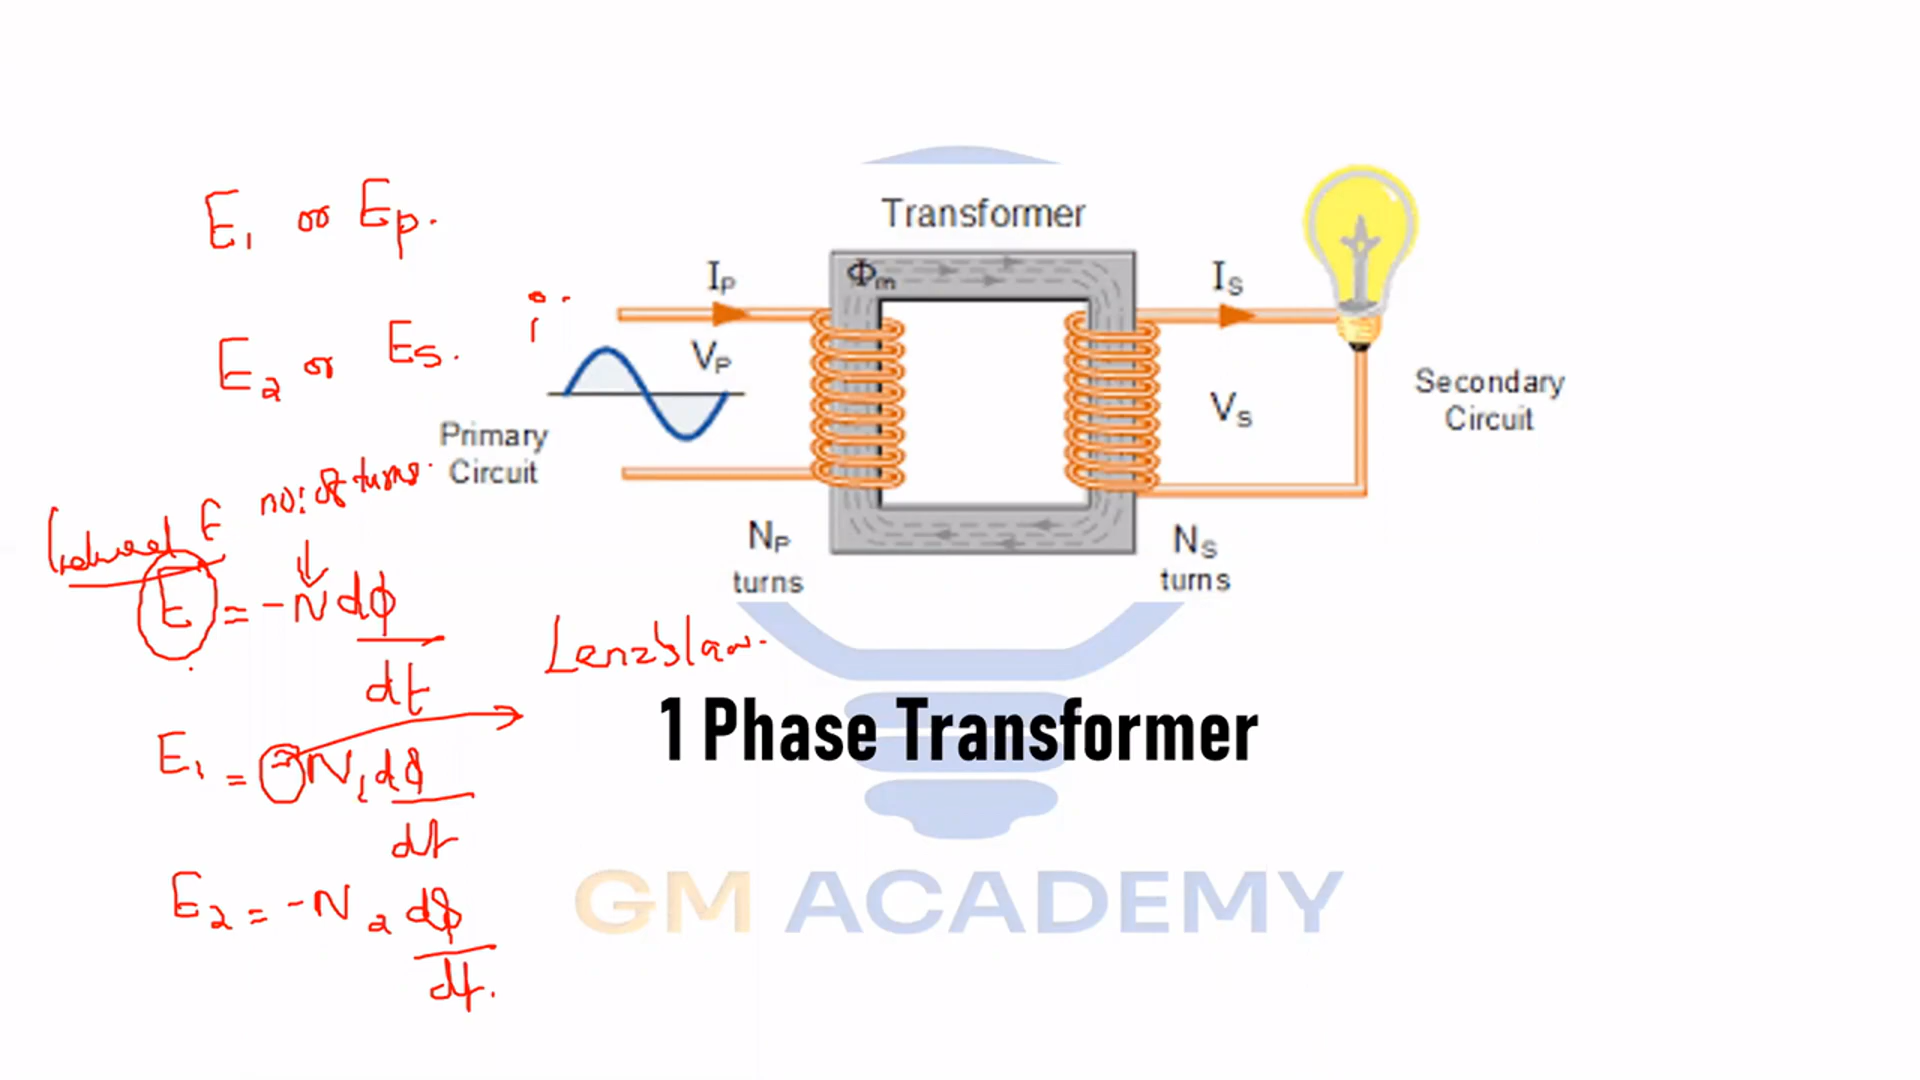 E1 or Ep.
E2 or Es.
i
Transformer
Φm
IP
VP
Primary
Circuit
NP
turns
IS
VS
NS
turns
Secondary
Circuit
no: of turns.
Induced E
E = -N dϕ
dt
Lenz's law.
E1 = -N1 dϕ
dt
E2 = -N2 dϕ
dt.
1 Phase Transformer
GM ACADEMY